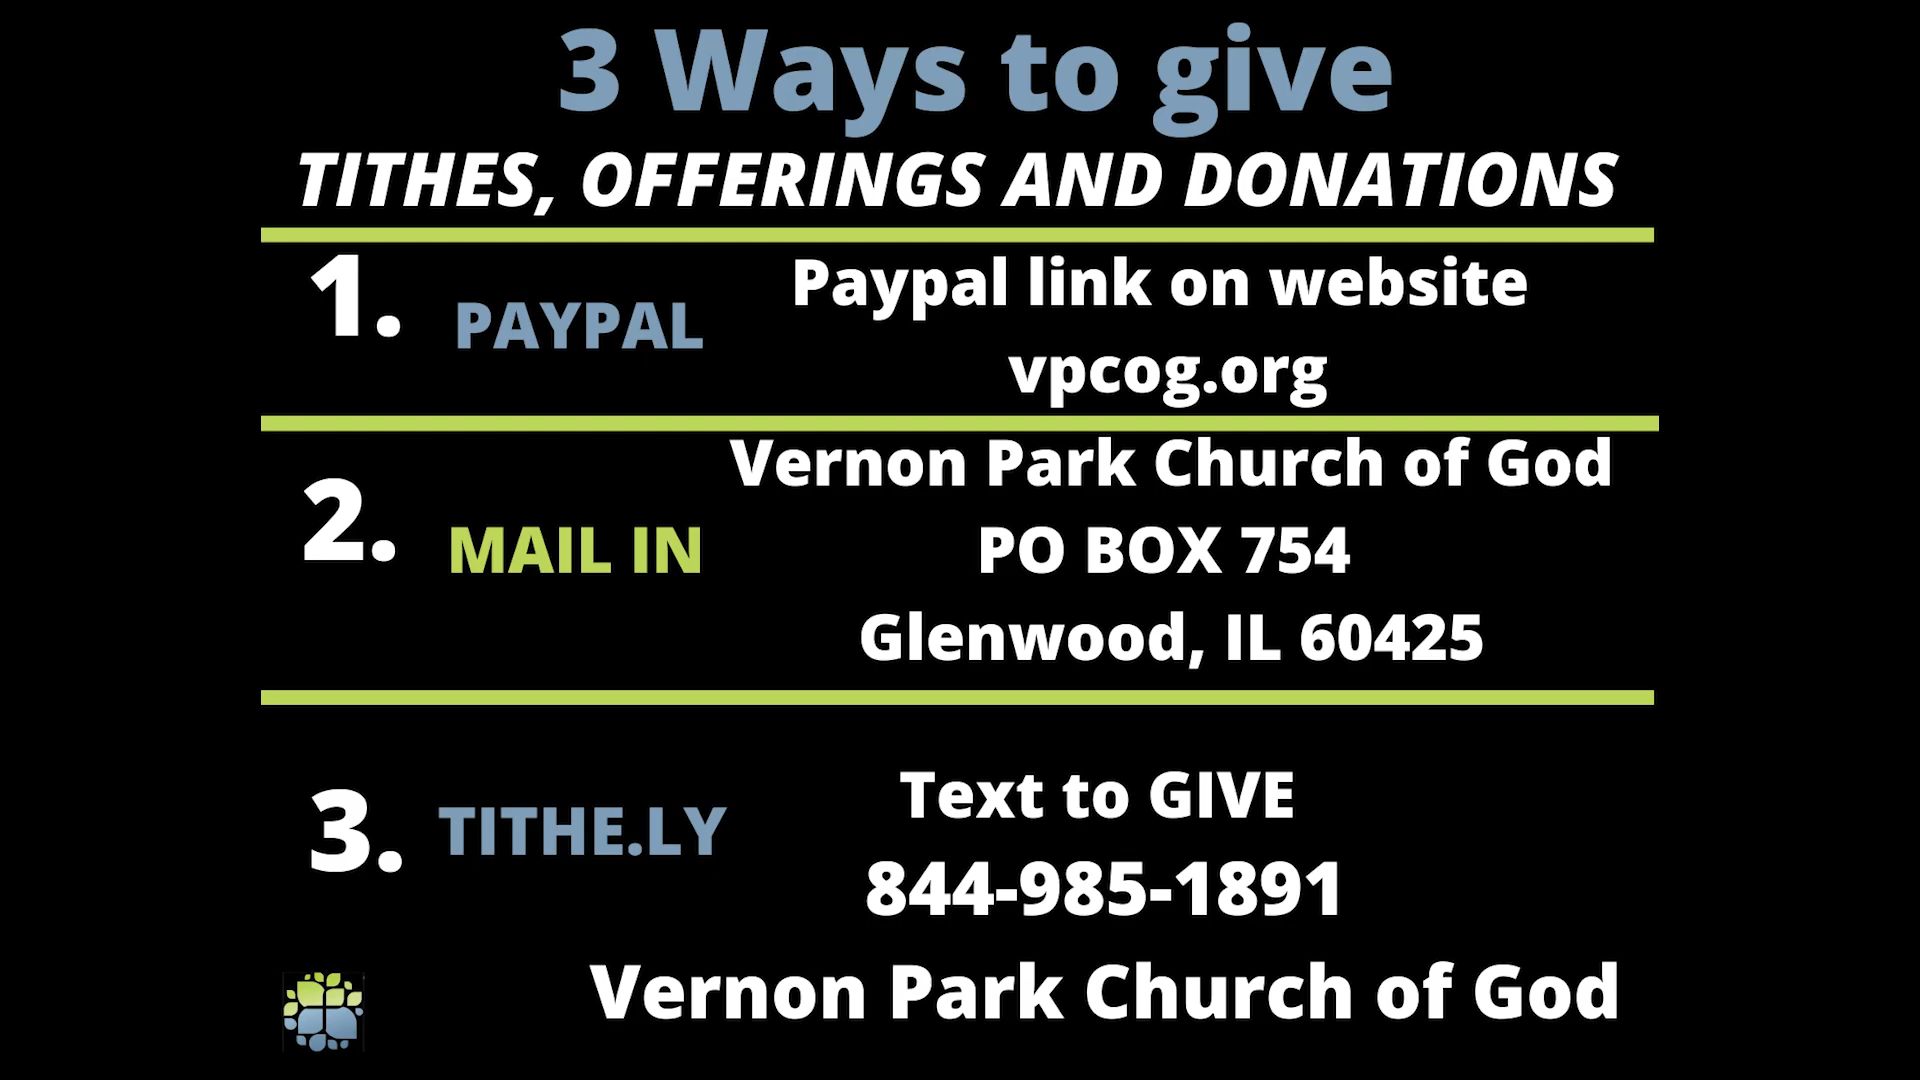 3 Ways to give
TITHES, OFFERINGS AND DONATIONS
1. PAYPAL
Paypal link on website
vpcog.org
2. MAIL IN
Vernon Park Church of God
PO BOX 754
Glenwood, IL 60425
3. TITHE.LY
Text to GIVE
844-985-1891
Vernon Park Church of God